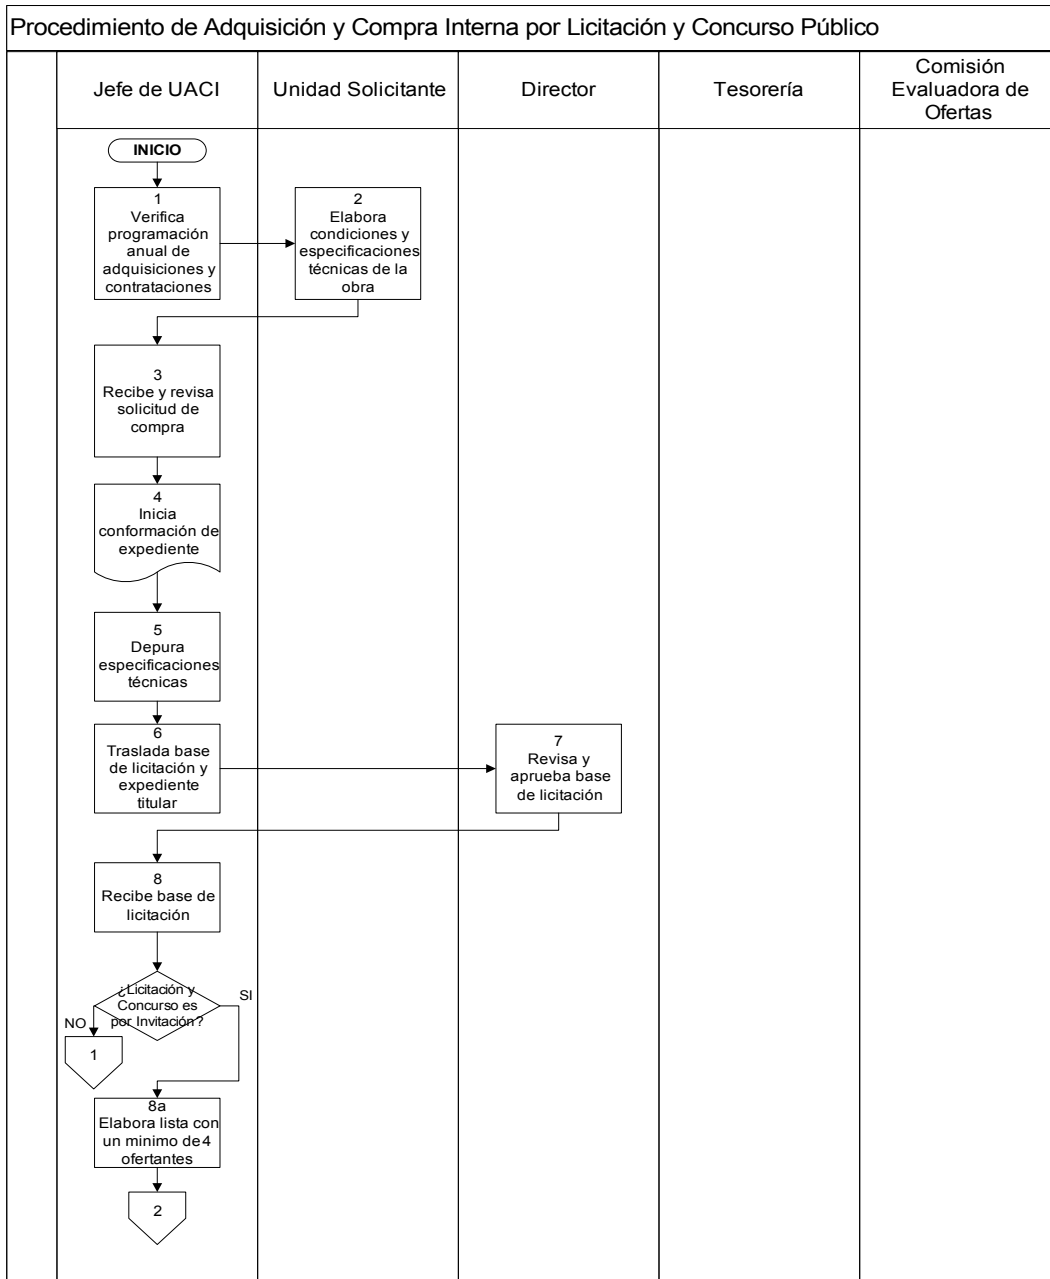 Procedimiento de Adquisición y Compra Interna por Licitación y Concurso Público
Jefe de UACI
Unidad Solicitante
Director
Tesorería
Comisión
Evaluadora de
Ofertas
INICIO
1
Verifica
programación
anual de
adquisiciones y
contrataciones
2
Elabora
condiciones y
especificaciones
técnicas de la
obra
3
Recibe y revisa
solicitud de
compra
4
Inicia
conformación de
expediente
5
Depura
especificaciones
técnicas
6
Traslada base
de licitación y
expediente
titular
7
Revisa y
aprueba base
de licitación
8
Recibe base de
licitación
¿Licitación y
Concurso es
por Invitación?
SI
NO
1
8a
Elabora lista con
un minimo de 4
ofertantes
2